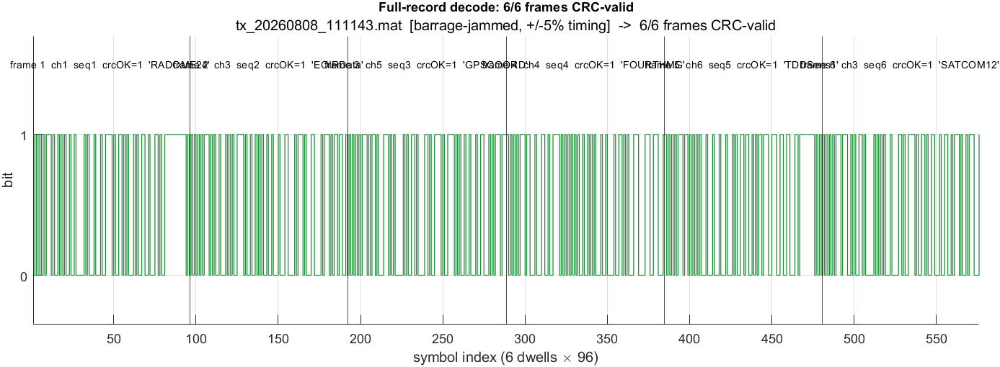 Full-record decode: 6/6 frames CRC-valid
tx_20260808_111143.mat [barrage-jammed, +/-5% timing] -> 6/6 frames CRC-valid
frame 1 ch1 seq1 crcOK=1
ch3 seq2 crcOK=1
ch5 seq3 crcOK=1
ch4 seq4 crcOK=1
ch6 seq5 crcOK=1
ch3 seq6 crcOK=1 'SATCOM12'
1
bit
0
50 100 150 200 250 300 350 400 450 500 550
symbol index (6 dwells × 96)